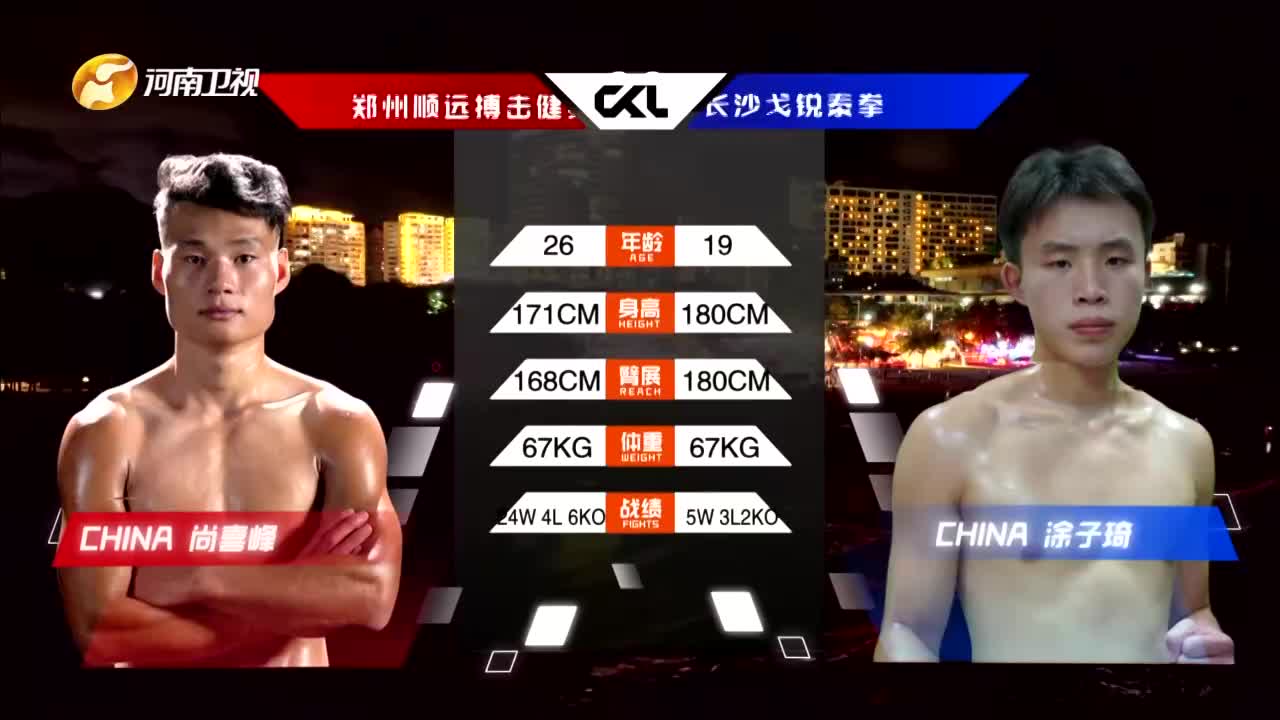 河南卫视
郑州顺远搏击健 CKL 长沙戈锐泰拳
26 年龄 19
AGE
171CM 身高 180CM
HEIGHT
168CM 臂展 180CM
REACH
67KG 体重 67KG
WEIGHT
24W 4L 6KO 战绩 5W 3L2KO
FIGHTS
CHINA 尚喜峰
CHINA 涂子琦